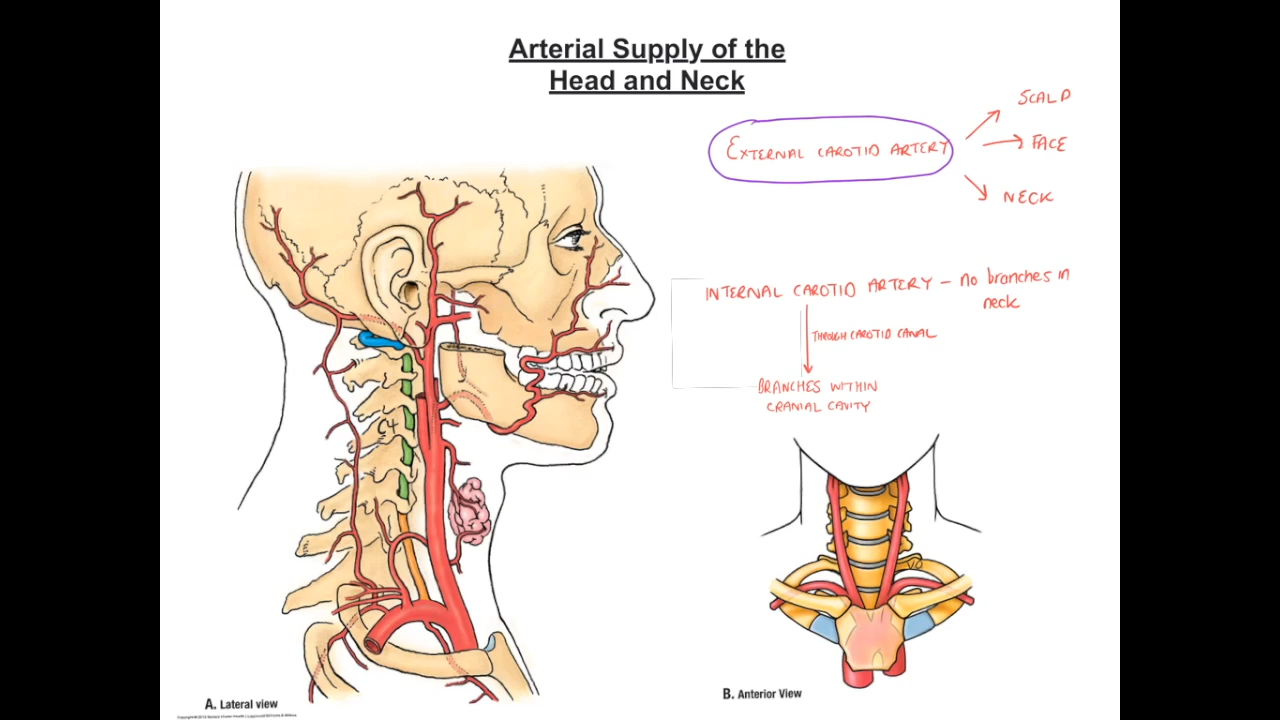 Arterial Supply of the
Head and Neck
EXTERNAL CAROTID ARTERY
SCALP
FACE
NECK
INTERNAL CAROTID ARTERY – no branches in
neck
THROUGH CAROTID CANAL
BRANCHES WITHIN
CRANIAL CAVITY
C4
A. Lateral view
B. Anterior View